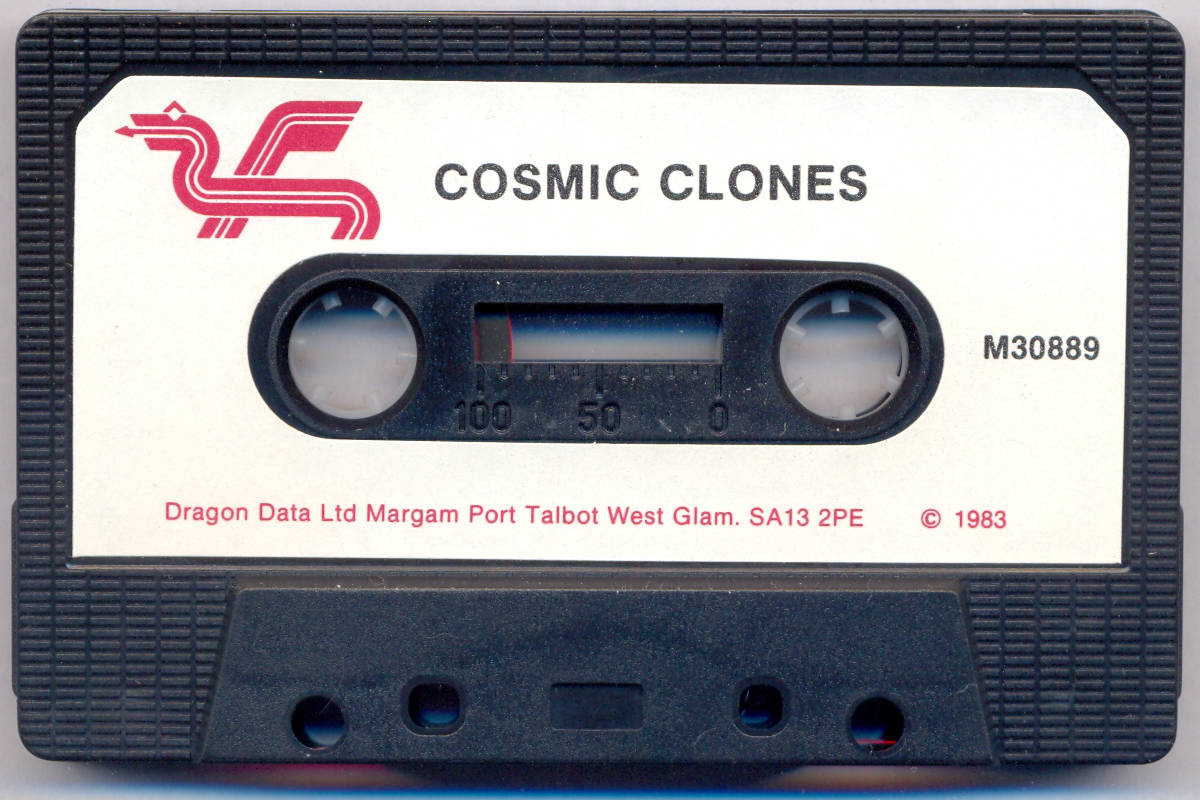 COSMIC CLONES
M30889
100 50 0
Dragon Data Ltd Margam Port Talbot West Glam. SA13 2PE © 1983